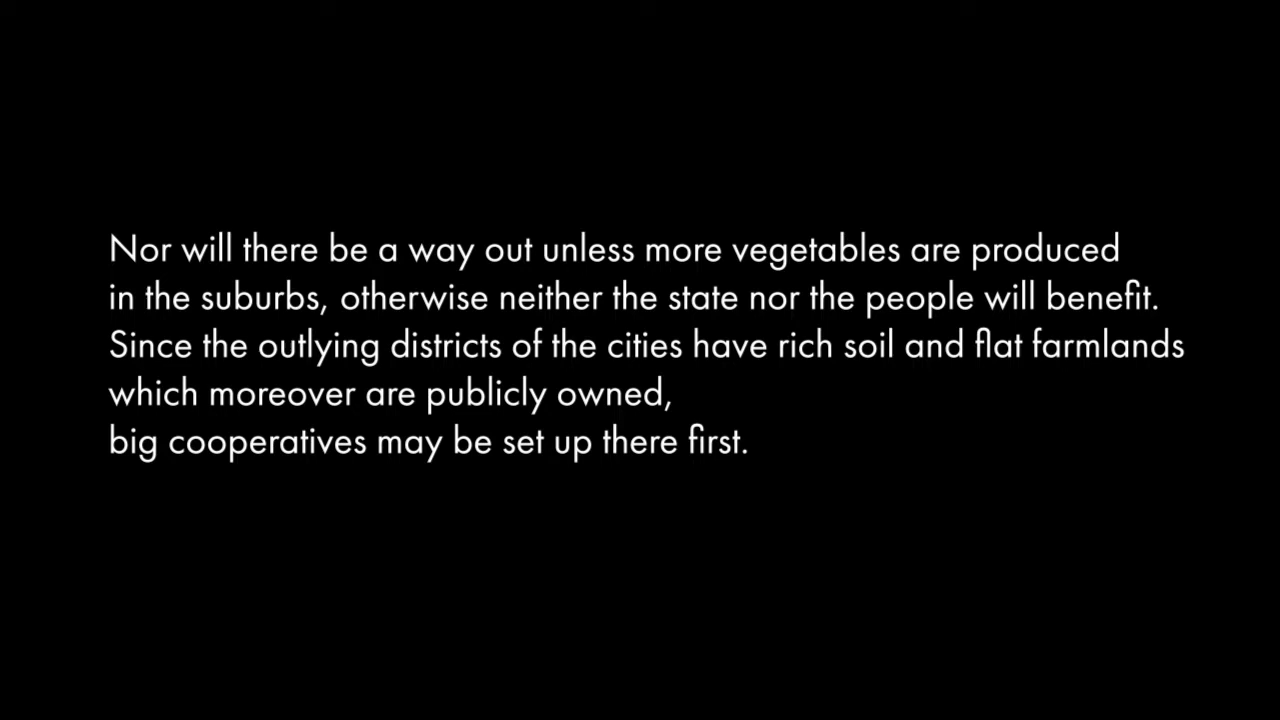 Nor will there be a way out unless more vegetables are produced
in the suburbs, otherwise neither the state nor the people will benefit.
Since the outlying districts of the cities have rich soil and flat farmlands
which moreover are publicly owned,
big cooperatives may be set up there first.